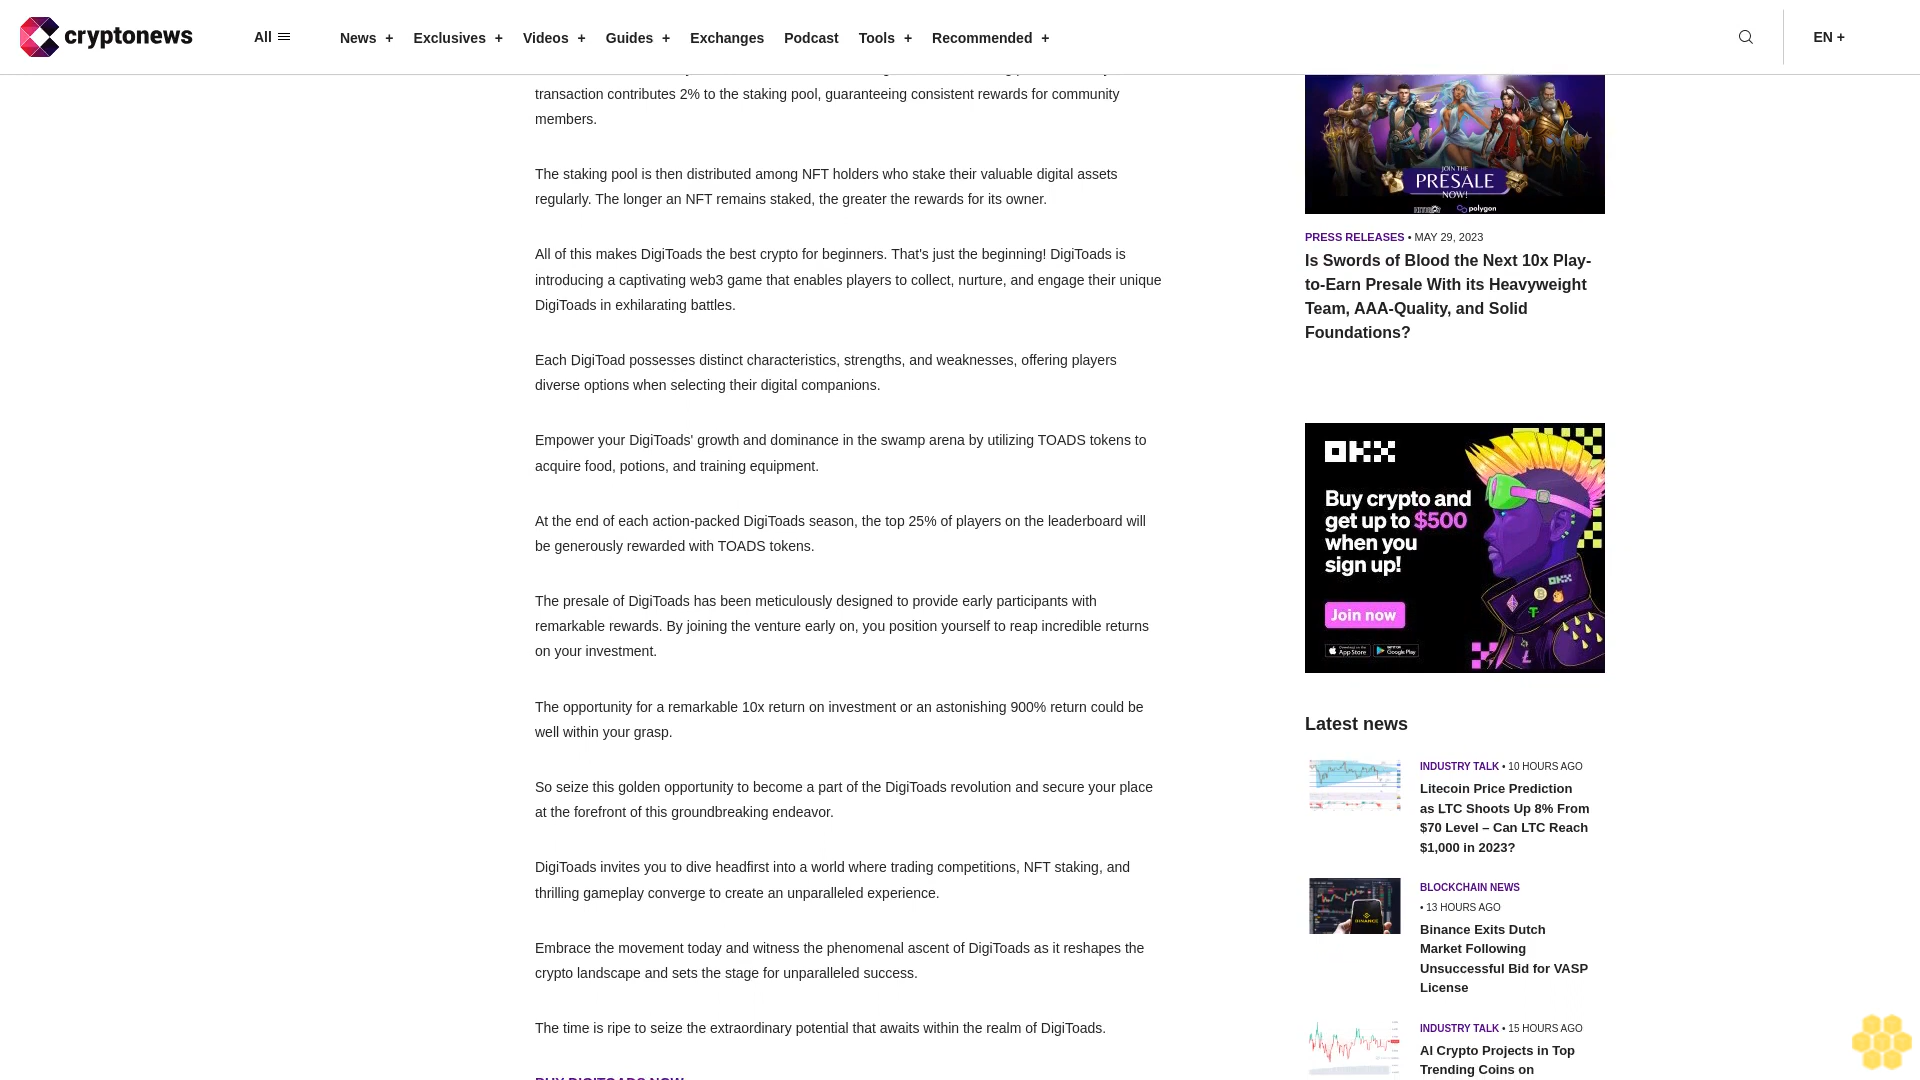 cryptonews
All
News +
Exclusives +
Videos +
Guides +
Exchanges
Podcast
Tools +
Recommended +
EN +
transaction contributes 2% to the staking pool, guaranteeing consistent rewards for community
members.
The staking pool is then distributed among NFT holders who stake their valuable digital assets
regularly. The longer an NFT remains staked, the greater the rewards for its owner.
All of this makes DigiToads the best crypto for beginners. That's just the beginning! DigiToads is
introducing a captivating web3 game that enables players to collect, nurture, and engage their unique
DigiToads in exhilarating battles.
Each DigiToad possesses distinct characteristics, strengths, and weaknesses, offering players
diverse options when selecting their digital companions.
Empower your DigiToads' growth and dominance in the swamp arena by utilizing TOADS tokens to
acquire food, potions, and training equipment.
At the end of each action-packed DigiToads season, the top 25% of players on the leaderboard will
be generously rewarded with TOADS tokens.
The presale of DigiToads has been meticulously designed to provide early participants with
remarkable rewards. By joining the venture early on, you position yourself to reap incredible returns
on your investment.
The opportunity for a remarkable 10x return on investment or an astonishing 900% return could be
well within your grasp.
So seize this golden opportunity to become a part of the DigiToads revolution and secure your place
at the forefront of this groundbreaking endeavor.
DigiToads invites you to dive headfirst into a world where trading competitions, NFT staking, and
thrilling gameplay converge to create an unparalleled experience.
Embrace the movement today and witness the phenomenal ascent of DigiToads as it reshapes the
crypto landscape and sets the stage for unparalleled success.
The time is ripe to seize the extraordinary potential that awaits within the realm of DigiToads.
BUY DIGITOADS NOW
JOIN THE
PRESALE
NOW!
polygon
PRESS RELEASES • MAY 29, 2023
Is Swords of Blood the Next 10x Play-
to-Earn Presale With its Heavyweight
Team, AAA-Quality, and Solid
Foundations?
OKX
Buy crypto and
get up to $500
when you
sign up!
Join now
App Store
Google Play
OKX
Latest news
INDUSTRY TALK • 10 HOURS AGO
Litecoin Price Prediction
as LTC Shoots Up 8% From
$70 Level – Can LTC Reach
$1,000 in 2023?
BINANCE
BLOCKCHAIN NEWS
• 13 HOURS AGO
Binance Exits Dutch
Market Following
Unsuccessful Bid for VASP
License
INDUSTRY TALK • 15 HOURS AGO
AI Crypto Projects in Top
Trending Coins on